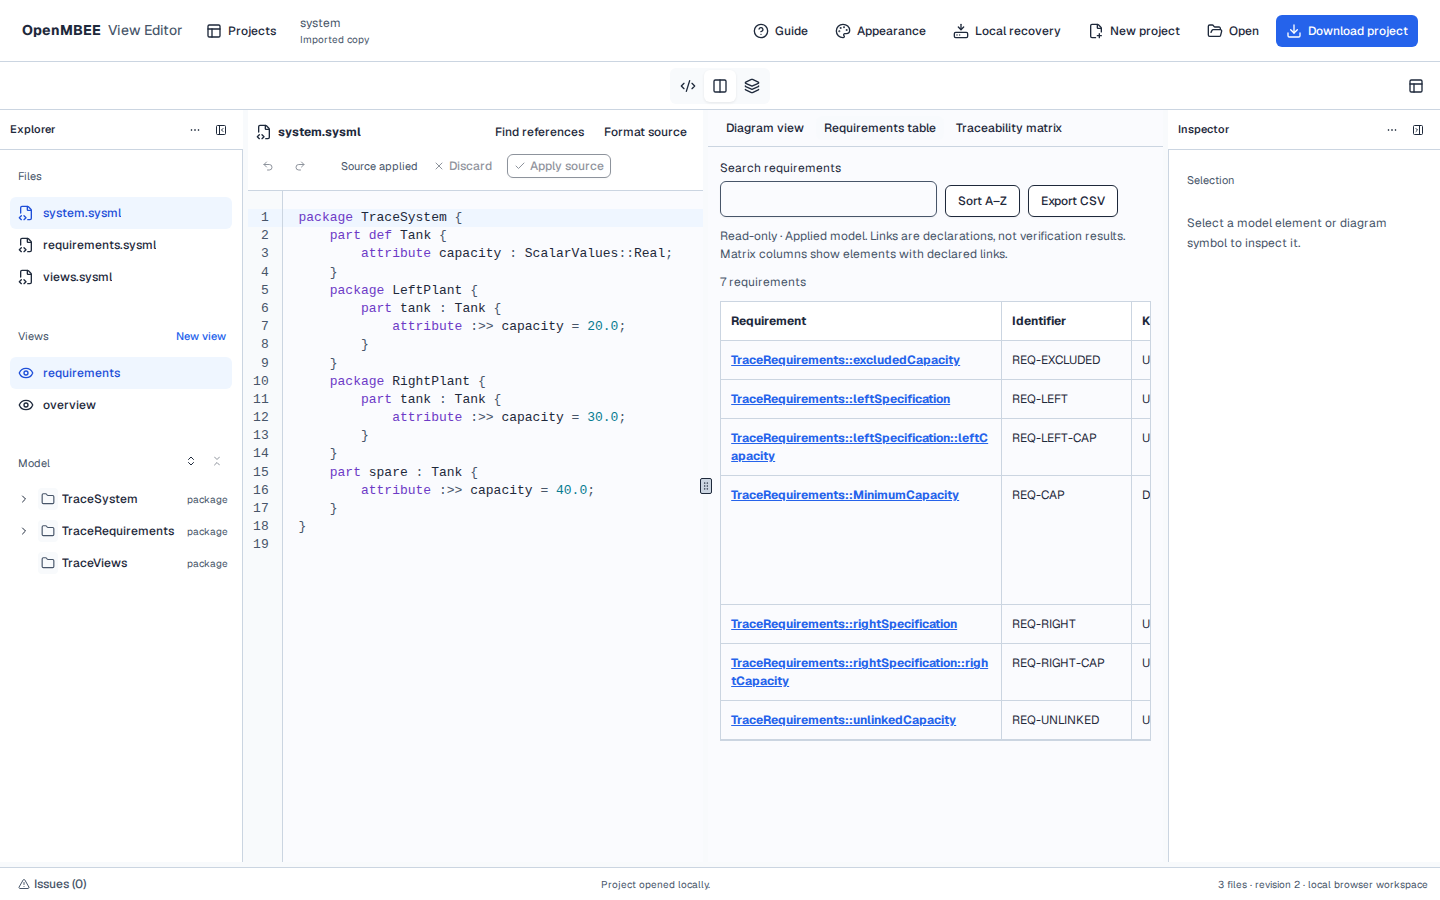 OpenMBEE View Editor
Projects
system
Imported copy
Guide
Appearance
Local recovery
New project
Open
Download project
Explorer
Files
system.sysml
requirements.sysml
views.sysml
Views
New view
requirements
overview
Model
TraceSystem package
TraceRequirements package
TraceViews package
system.sysml
Find references
Format source
Source applied
Discard
Apply source
1 package TraceSystem {
2 part def Tank {
3 attribute capacity : ScalarValues::Real;
4 }
5 package LeftPlant {
6 part tank : Tank {
7 attribute :>> capacity = 20.0;
8 }
9 }
10 package RightPlant {
11 part tank : Tank {
12 attribute :>> capacity = 30.0;
13 }
14 }
15 part spare : Tank {
16 attribute :>> capacity = 40.0;
17 }
18 }
19
Diagram view
Requirements table
Traceability matrix
Search requirements
Sort A–Z
Export CSV
Read-only · Applied model. Links are declarations, not verification results.
Matrix columns show elements with declared links.
7 requirements
Requirement Identifier K
TraceRequirements::excludedCapacity REQ-EXCLUDED U
TraceRequirements::leftSpecification REQ-LEFT U
TraceRequirements::leftSpecification::leftC REQ-LEFT-CAP U
apacity
TraceRequirements::MinimumCapacity REQ-CAP D
TraceRequirements::rightSpecification REQ-RIGHT U
TraceRequirements::rightSpecification::righ REQ-RIGHT-CAP U
tCapacity
TraceRequirements::unlinkedCapacity REQ-UNLINKED U
Inspector
Selection
Select a model element or diagram
symbol to inspect it.
Issues (0)
Project opened locally.
3 files · revision 2 · local browser workspace